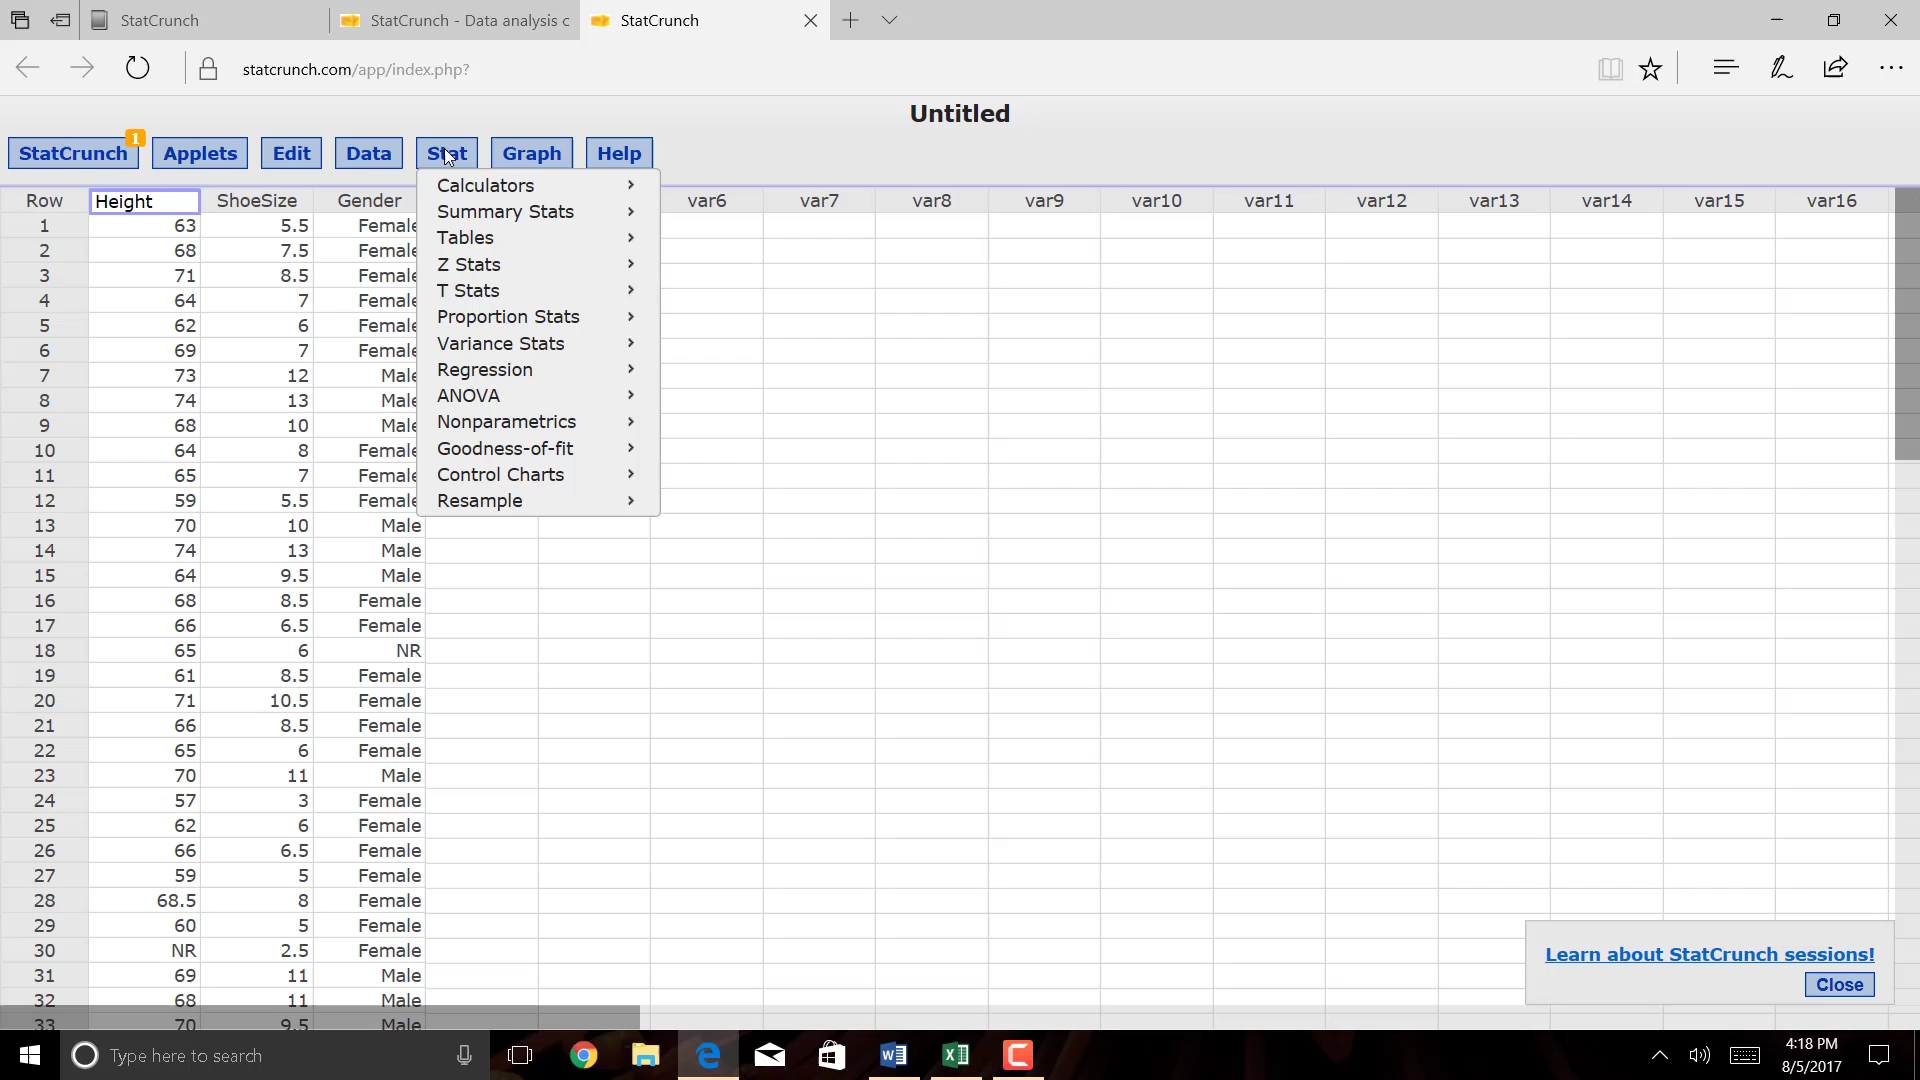 StatCrunch
StatCrunch - Data analysis c
StatCrunch
statcrunch.com/app/index.php?
Untitled
StatCrunch 1 Applets Edit Data Stat Graph Help
Calculators
Summary Stats
Tables
Z Stats
T Stats
Proportion Stats
Variance Stats
Regression
ANOVA
Nonparametrics
Goodness-of-fit
Control Charts
Resample
Row Height ShoeSize Gender var6 var7 var8 var9 var10 var11 var12 var13 var14 var15 var16
1 63 5.5 Female
2 68 7.5 Female
3 71 8.5 Female
4 64 7 Female
5 62 6 Female
6 69 7 Female
7 73 12 Male
8 74 13 Male
9 68 10 Male
10 64 8 Female
11 65 7 Female
12 59 5.5 Female
13 70 10 Male
14 74 13 Male
15 64 9.5 Male
16 68 8.5 Female
17 66 6.5 Female
18 65 6 NR
19 61 8.5 Female
20 71 10.5 Female
21 66 8.5 Female
22 65 6 Female
23 70 11 Male
24 57 3 Female
25 62 6 Female
26 66 6.5 Female
27 59 5 Female
28 68.5 8 Female
29 60 5 Female
30 NR 2.5 Female
31 69 11 Male
32 68 11 Male
33 70 9.5 Male
Learn about StatCrunch sessions!
Close
Type here to search
4:18 PM
8/5/2017